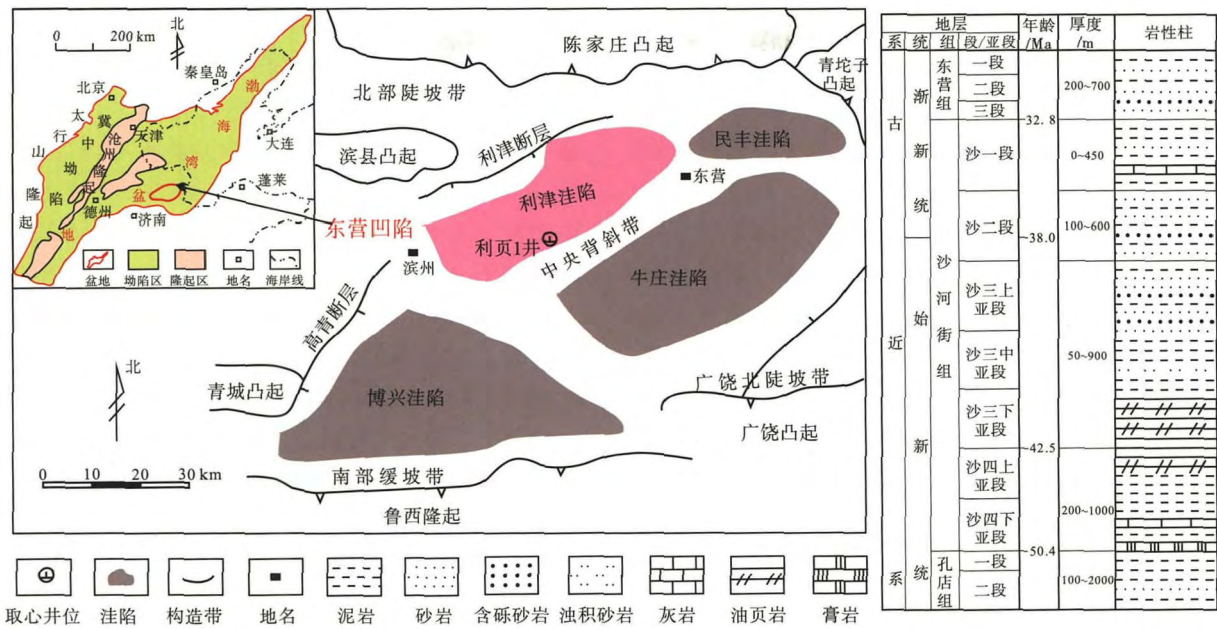 北
0 200 km
秦皇岛
北京
天津
大连
蓬莱
德州
济南
太行山隆起
冀中坳陷
沧州隆起
渤海湾盆地
盆地
坳陷区
隆起区
地名
海岸线
陈家庄凸起
青坨子
凸起
北部陡坡带
滨县凸起
利津断层
民丰洼陷
东营
利津洼陷
东营凹陷
利页1井
中央背斜带
滨州
牛庄洼陷
高青断层
青城凸起
博兴洼陷
广饶北陡坡带
广饶凸起
南部缓坡带
鲁西隆起
北
0 10 20 30 km
取心井位
洼陷
构造带
地名
泥岩
砂岩
含砾砂岩
浊积砂岩
灰岩
油页岩
膏岩
地层
年龄
/Ma
厚度
/m
岩性柱
系
统
组
段/亚段
古近系
渐新统
始新统
东营组
一段
二段
三段
200~700
32.8
沙河街组
沙一段
0~450
沙二段
100~600
38.0
沙三上
亚段
沙三中
亚段
50~900
沙三下
亚段
42.5
沙四上
亚段
200~1000
沙四下
亚段
50.4
孔店组
一段
二段
100~2000